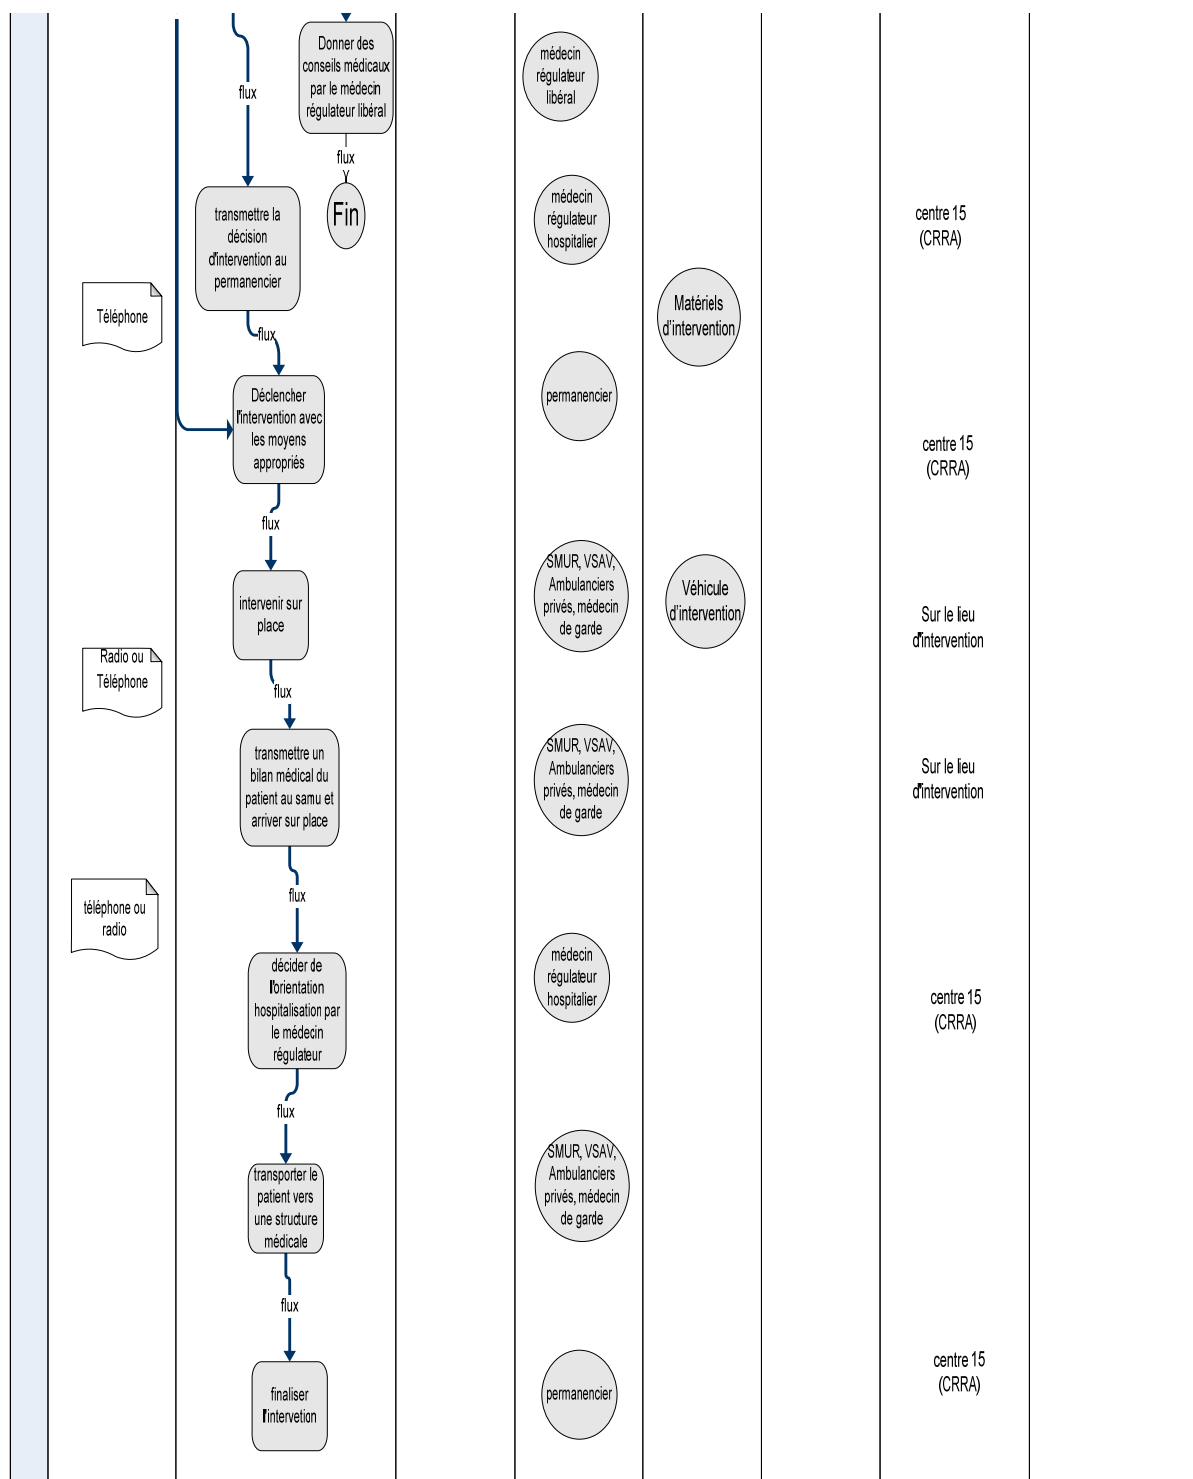 Donner des
conseils médicaux
par le médecin
régulateur libéral
médecin
régulateur
libéral
flux
flux
Fin
transmettre la
décision
d'intervention au
permanencier
médecin
régulateur
hospitalier
centre 15
(CRRA)
Téléphone
Matériels
d'intervention
flux
Déclencher
l'intervention avec
les moyens
appropriés
permanencier
centre 15
(CRRA)
flux
intervenir sur
place
SMUR, VSAV,
Ambulanciers
privés, médecin
de garde
Véhicule
d'intervention
Sur le lieu
d'intervention
Radio ou
Téléphone
flux
transmettre un
bilan médical du
patient au samu et
arriver sur place
SMUR, VSAV,
Ambulanciers
privés, médecin
de garde
Sur le lieu
d'intervention
téléphone ou
radio
flux
décider de
l'orientation
hospitalisation par
le médecin
régulateur
médecin
régulateur
hospitalier
centre 15
(CRRA)
flux
transporter le
patient vers
une structure
médicale
SMUR, VSAV,
Ambulanciers
privés, médecin
de garde
flux
finaliser
l'intervetion
permanencier
centre 15
(CRRA)